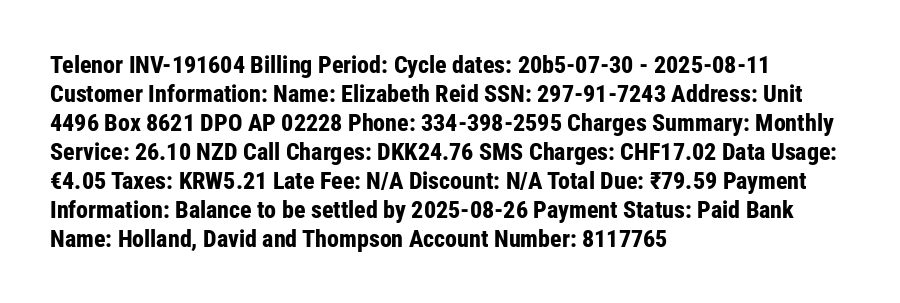 Telenor INV-191604 Billing Period: Cycle dates: 20b5-07-30 - 2025-08-11
Customer Information: Name: Elizabeth Reid SSN: 297-91-7243 Address: Unit
4496 Box 8621 DPO AP 02228 Phone: 334-398-2595 Charges Summary: Monthly
Service: 26.10 NZD Call Charges: DKK24.76 SMS Charges: CHF17.02 Data Usage:
€4.05 Taxes: KRW5.21 Late Fee: N/A Discount: N/A Total Due: ₹79.59 Payment
Information: Balance to be settled by 2025-08-26 Payment Status: Paid Bank
Name: Holland, David and Thompson Account Number: 8117765